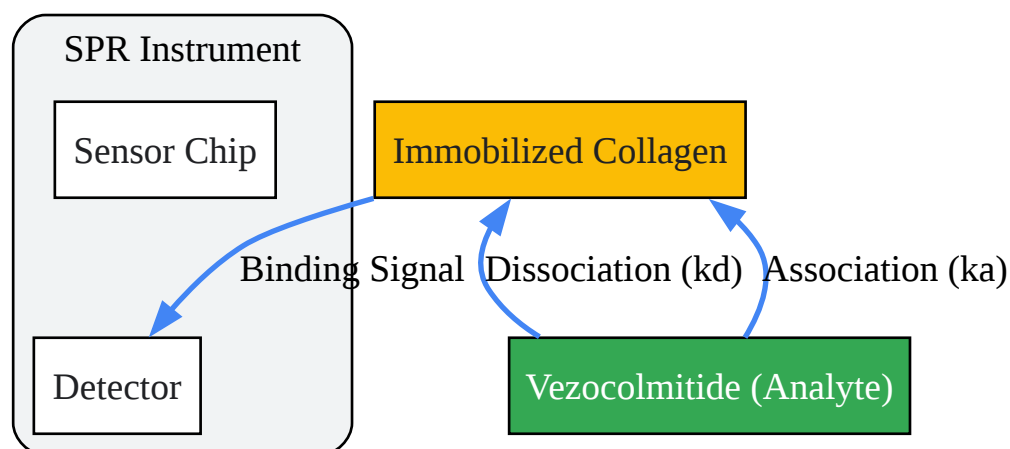 SPR Instrument
Sensor Chip
Immobilized Collagen
Binding Signal
Dissociation (kd)
Association (ka)
Detector
Vezocolmitide (Analyte)